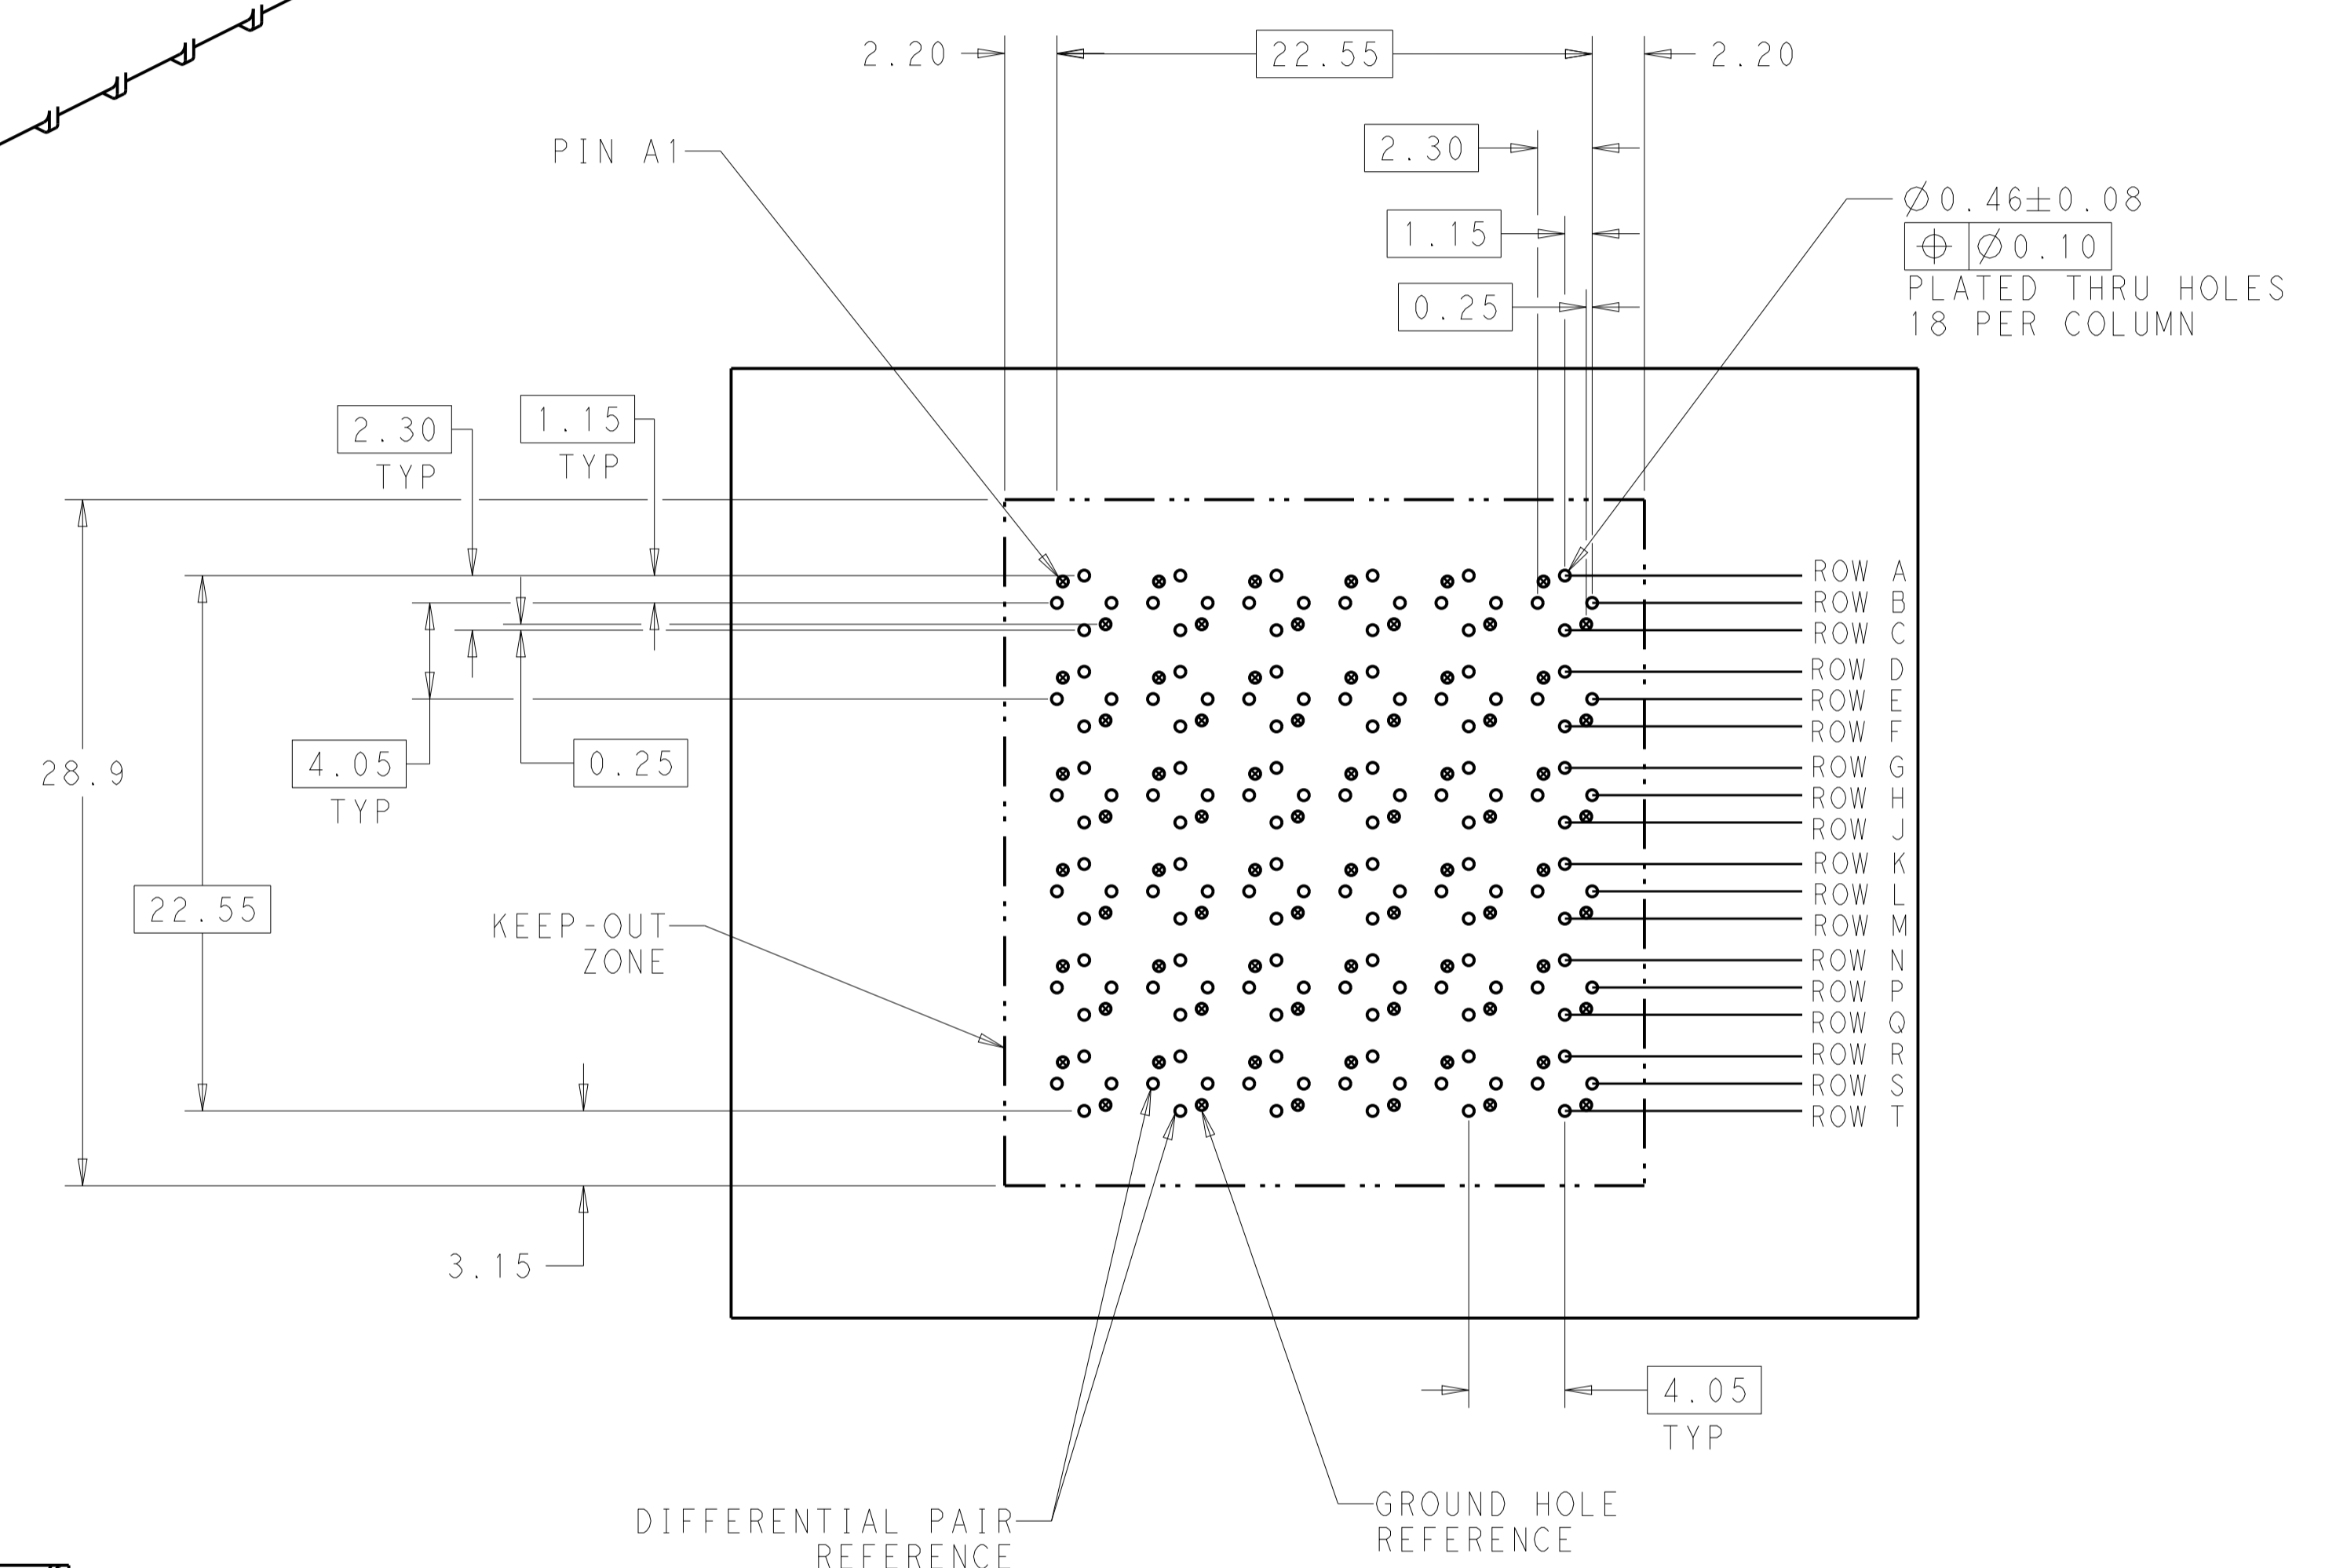 2.20
22.55
2.20
2.30
PIN A1
1.15
⌀0.46±0.08
⌖ ⌀0.10
PLATED THRU HOLES
18 PER COLUMN
0.25
2.30
TYP
1.15
TYP
ROW A
ROW B
ROW C
ROW D
ROW E
ROW F
ROW G
ROW H
ROW J
ROW K
ROW L
ROW M
ROW N
ROW P
ROW Q
ROW R
ROW S
ROW T
28.9
4.05
TYP
0.25
22.55
KEEP-OUT
ZONE
3.15
4.05
TYP
DIFFERENTIAL PAIR
REFERENCE
GROUND HOLE
REFERENCE